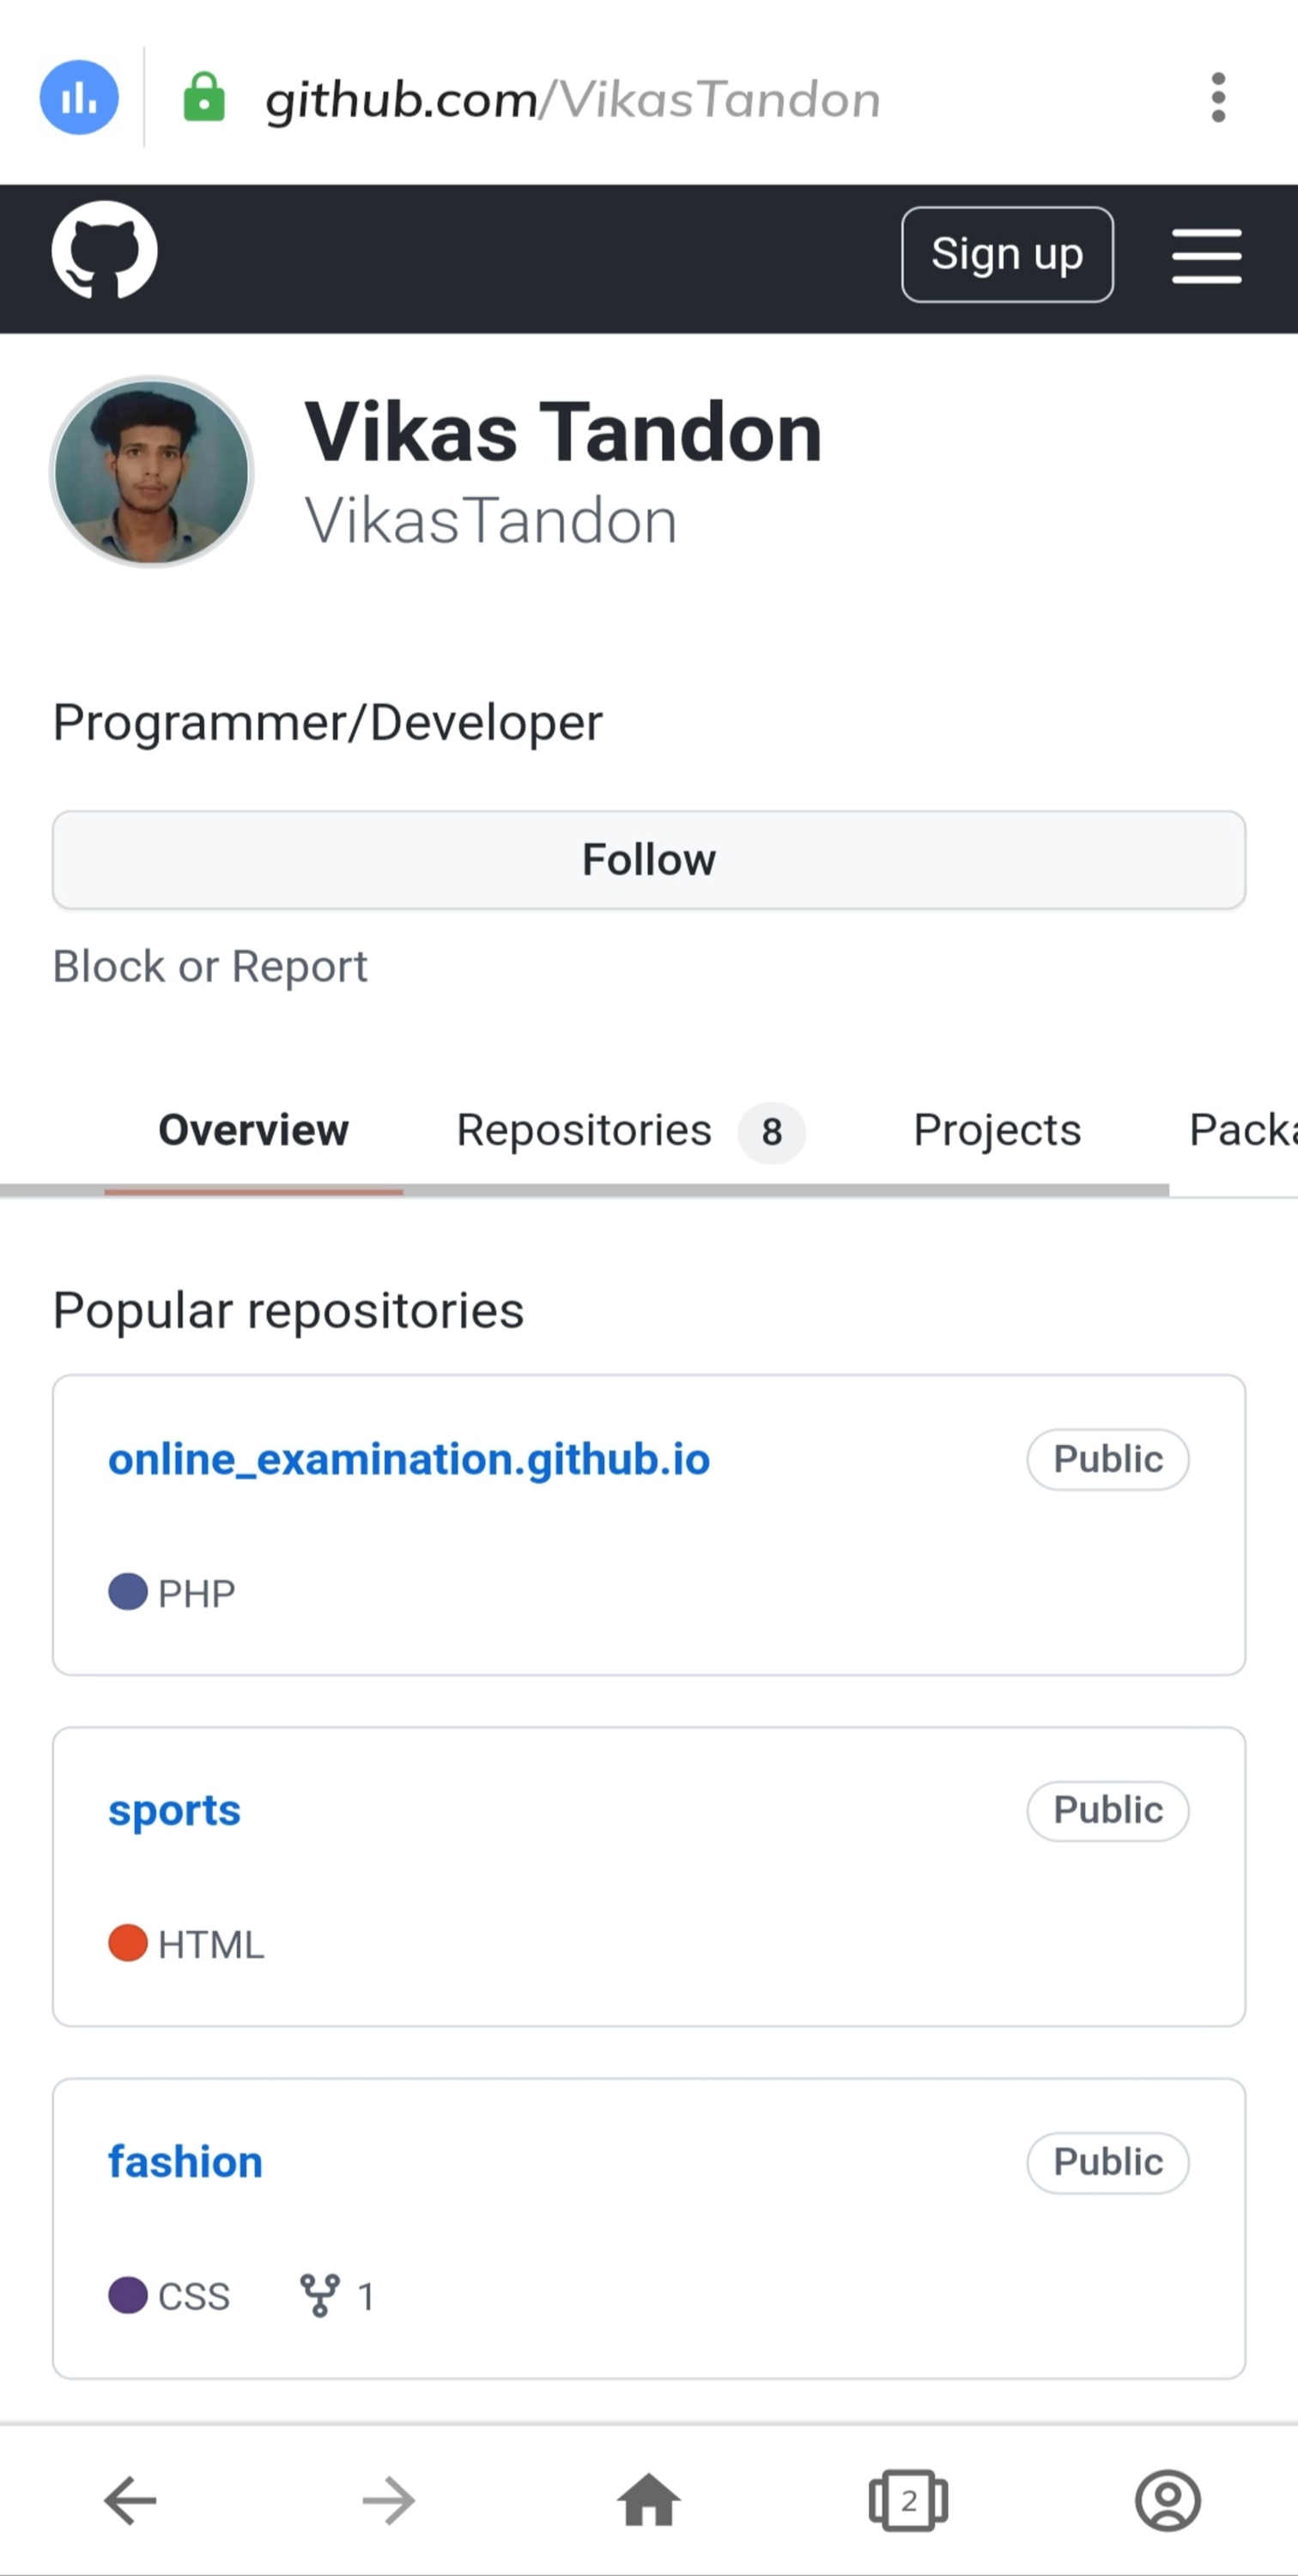 github.com/VikasTandon
Sign up
Vikas Tandon
VikasTandon
Programmer/Developer
Follow
Block or Report
Overview Repositories 8 Projects Packa
Popular repositories
online_examination.github.io Public
PHP
sports Public
HTML
fashion Public
CSS 1
2